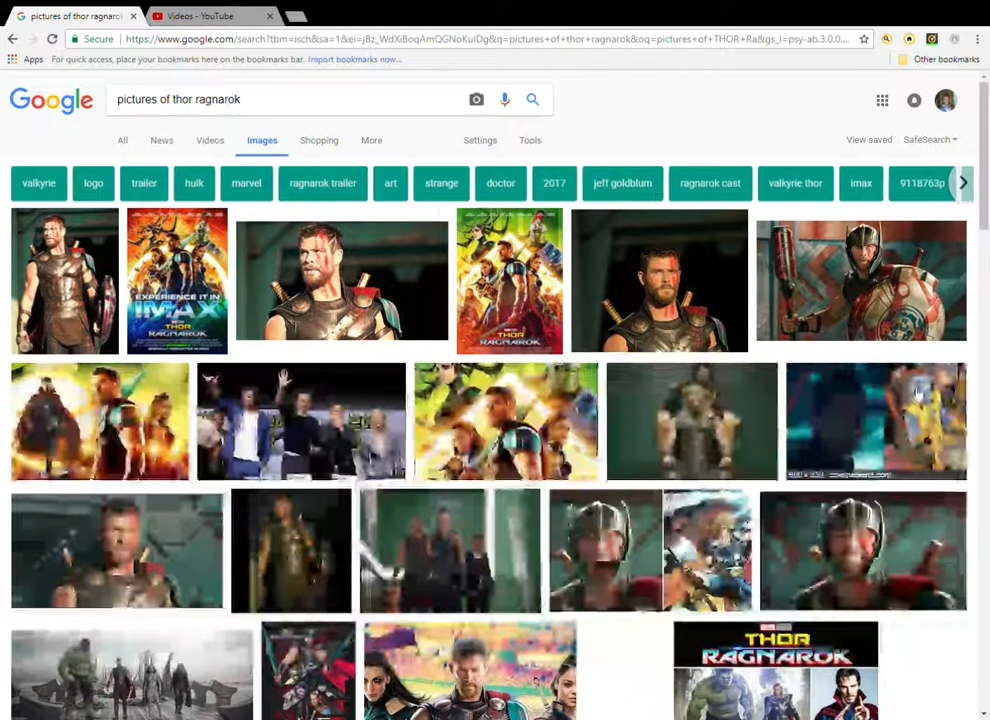 pictures of thor ragnaro
Videos - YouTube
Secure
https://www.google.com/search?tbm=isch&sa=1&ei=jBz_WdXiBoqAmQGNoKuIDg&q=pictures+of+thor+ragnarok&oq=pictures+of+THOR+Ra&gs_l=psy-ab.3.0.0....
Apps
For quick access, place your bookmarks here on the bookmarks bar. Import bookmarks now...
Other bookmarks
Google
pictures of thor ragnarok
All News Videos Images Shopping More Settings Tools View saved SafeSearch
valkyrie logo trailer hulk marvel ragnarok trailer art strange doctor 2017 jeff goldblum ragnarok cast valkyrie thor imax 9118763p
EXPERIENCE IT IN
IMAX
THOR
RAGNAROK
THOR
RAGNAROK
THOR
RAGNAROK